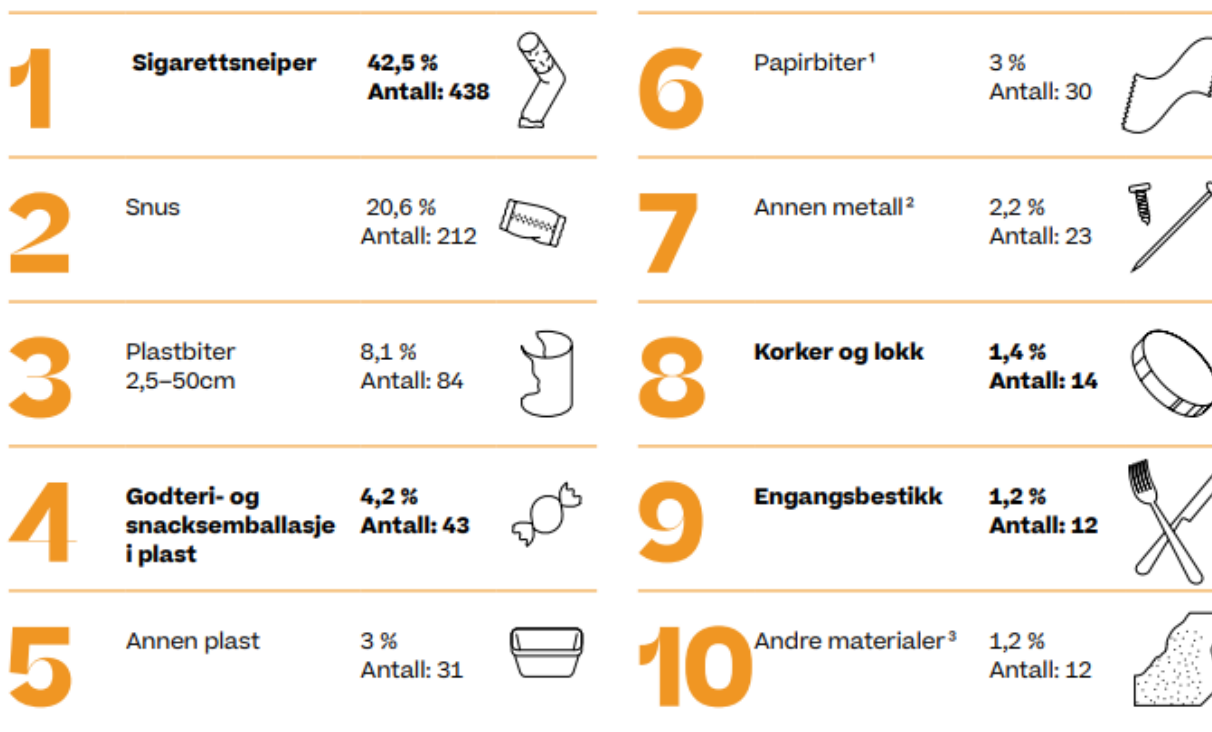 1
Sigarettsneiper
42,5 %
Antall: 438
2
Snus
20,6 %
Antall: 212
3
Plastbiter
2,5–50cm
8,1 %
Antall: 84
4
Godteri- og
snacksemballasje
i plast
4,2 %
Antall: 43
5
Annen plast
3 %
Antall: 31
6
Papirbiter¹
3 %
Antall: 30
7
Annen metall²
2,2 %
Antall: 23
8
Korker og lokk
1,4 %
Antall: 14
9
Engangsbestikk
1,2 %
Antall: 12
10
Andre materialer³
1,2 %
Antall: 12